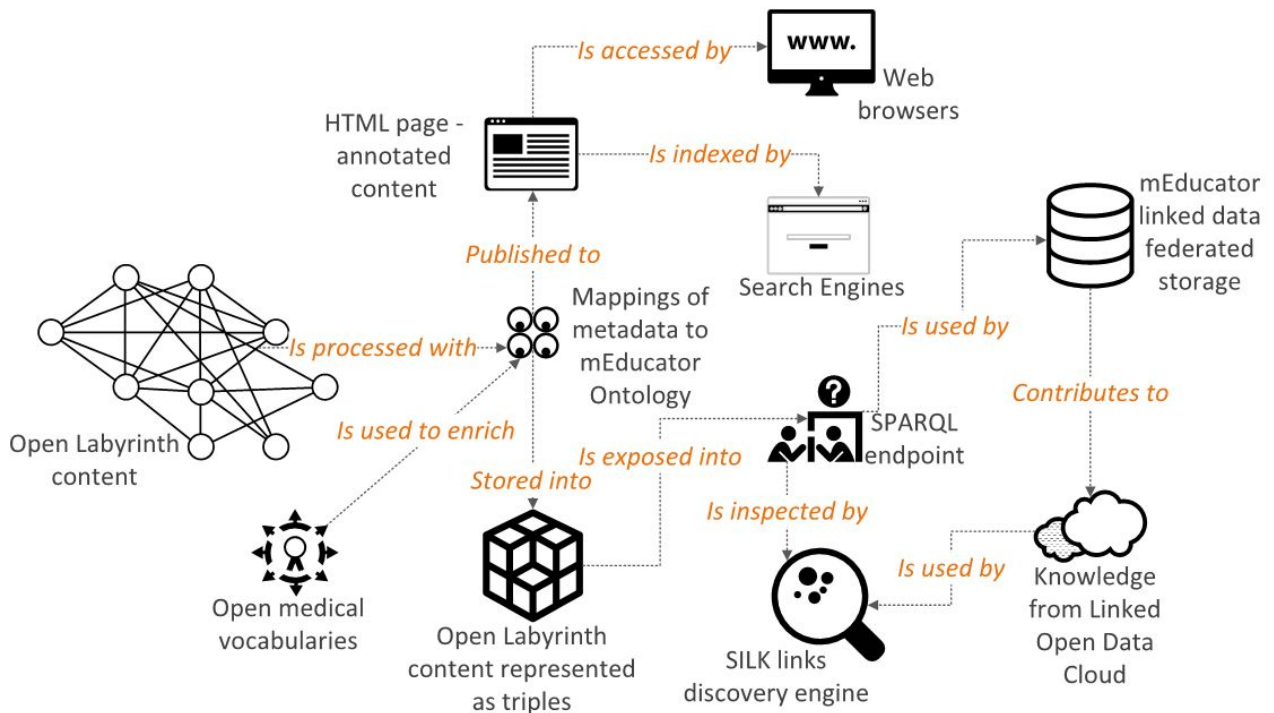 Is accessed by
www.
Web
browsers
HTML page -
annotated
content
Is indexed by
Search Engines
mEducator
linked data
federated
storage
Published to
Mappings of
metadata to
mEducator
Ontology
Is processed with
Open Labyrinth
content
Is used to enrich
Open medical
vocabularies
Stored into
Open Labyrinth
content represented
as triples
Is exposed into
?
SPARQL
endpoint
Is used by
Contributes to
Is inspected by
SILK links
discovery engine
Is used by
Knowledge
from Linked
Open Data
Cloud